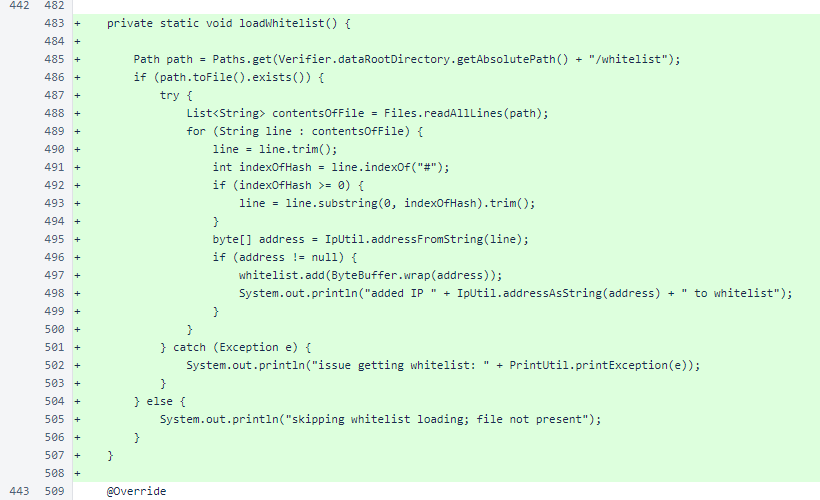 442 482
483 +    private static void loadWhitelist() {
484 +
485 +        Path path = Paths.get(Verifier.dataRootDirectory.getAbsolutePath() + "/whitelist");
486 +        if (path.toFile().exists()) {
487 +            try {
488 +                List<String> contentsOfFile = Files.readAllLines(path);
489 +                for (String line : contentsOfFile) {
490 +                    line = line.trim();
491 +                    int indexOfHash = line.indexOf("#");
492 +                    if (indexOfHash >= 0) {
493 +                        line = line.substring(0, indexOfHash).trim();
494 +                    }
495 +                    byte[] address = IpUtil.addressFromString(line);
496 +                    if (address != null) {
497 +                        whitelist.add(ByteBuffer.wrap(address));
498 +                        System.out.println("added IP " + IpUtil.addressAsString(address) + " to whitelist");
499 +                    }
500 +                }
501 +            } catch (Exception e) {
502 +                System.out.println("issue getting whitelist: " + PrintUtil.printException(e));
503 +            }
504 +        } else {
505 +            System.out.println("skipping whitelist loading; file not present");
506 +        }
507 +    }
508 +
443 509     @Override